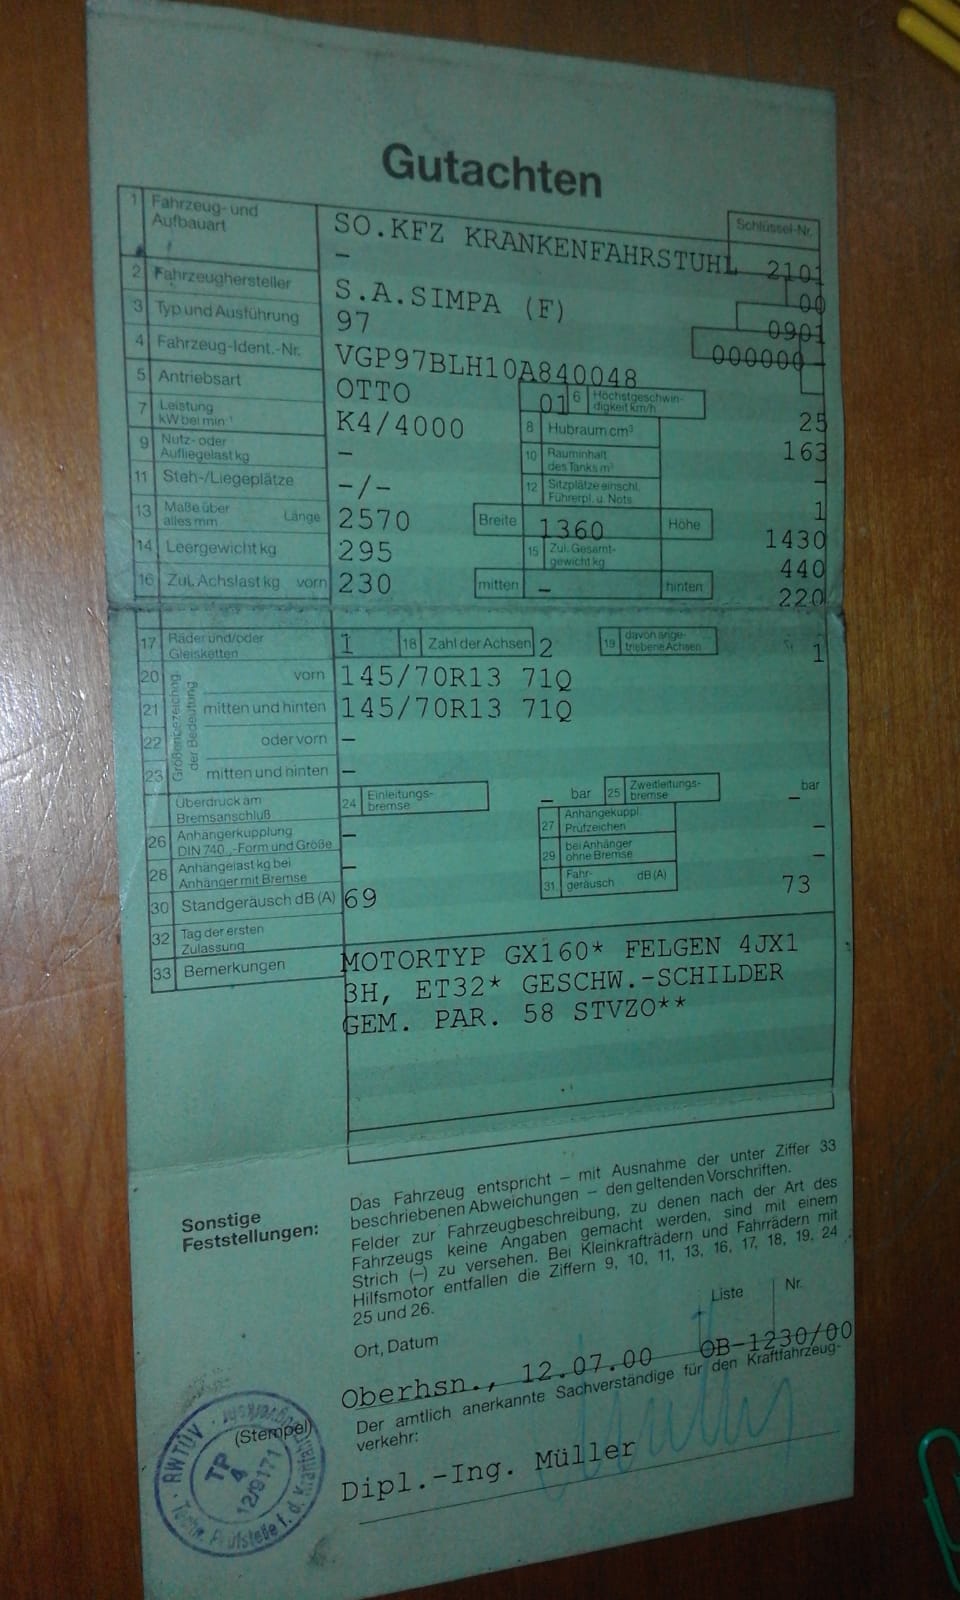 Gutachten
Schlüssel-Nr.
1 Fahrzeug- und Aufbauart SO.KFZ KRANKENFAHRSTUHL 2101
– 00
2 Fahrzeughersteller S.A.SIMPA (F) 0901
3 Typ und Ausführung 97 000000
4 Fahrzeug-Ident.-Nr. VGP97BLH10A840048
5 Antriebsart OTTO 01 6 Höchstgeschwindigkeit km/h 25
7 Leistung kW bei min⁻¹ K4/4000 8 Hubraum cm³ 163
9 Nutz- oder Aufliegelast kg – 10 Rauminhalt des Tanks m³ –
11 Steh-/Liegeplätze –/– 12 Sitzplätze einschl. Führerpl. u. Nots. 1
13 Maße über alles mm Länge 2570 Breite 1360 Höhe 1430
14 Leergewicht kg 295 15 Zul. Gesamtgewicht kg 440
16 Zul. Achslast kg vorn 230 mitten – hinten 220
17 Räder und/oder Gleisketten 1 18 Zahl der Achsen 2 19 davon angetriebene Achsen 1
Größenbezeichng. der Bereifung
20 vorn 145/70R13 71Q
21 mitten und hinten 145/70R13 71Q
22 oder vorn –
23 mitten und hinten –
Überdruck am Bremsanschluß 24 Einleitungsbremse – bar 25 Zweitleitungsbremse – bar
26 Anhängerkupplung DIN 740..-Form und Größe – 27 Anhängekuppl. Prüfzeichen –
28 Anhängelast kg bei Anhänger mit Bremse – 29 bei Anhänger ohne Bremse –
30 Standgeräusch dB (A) 69 31 Fahrgeräusch dB (A) 73
32 Tag der ersten Zulassung
33 Bemerkungen MOTORTYP GX160* FELGEN 4JX1
3H, ET32* GESCHW.-SCHILDER
GEM. PAR. 58 STVZO**
Sonstige
Feststellungen:
Das Fahrzeug entspricht – mit Ausnahme der unter Ziffer 33
beschriebenen Abweichungen – den geltenden Vorschriften.
Felder zur Fahrzeugbeschreibung, zu denen nach der Art des
Fahrzeugs keine Angaben gemacht werden, sind mit einem
Strich (–) zu versehen. Bei Kleinkrafträdern und Fahrrädern mit
Hilfsmotor entfallen die Ziffern 9, 10, 11, 13, 16, 17, 18, 19, 24
25 und 26.
Ort, Datum Liste Nr.
Oberhsn., 12.07.00 OB-1230/00
Der amtlich anerkannte Sachverständige für den Kraftfahrzeug-
verkehr:
Dipl.-Ing. Müller
(Stempel)
RWTÜV
Techn. Prüfstelle f. d. Kraftfahrzeugverkehr
TP
4
12/9171